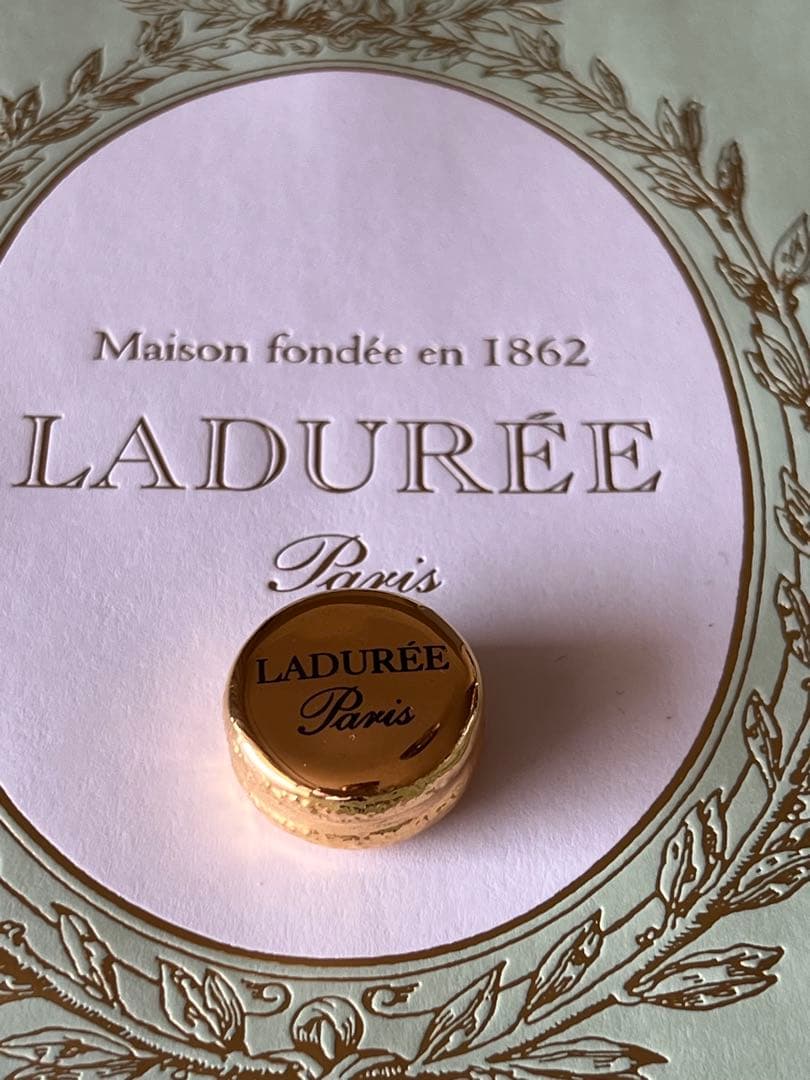 Maison fondée en 1862
LADURÉE
Paris
LADURÉE
Paris